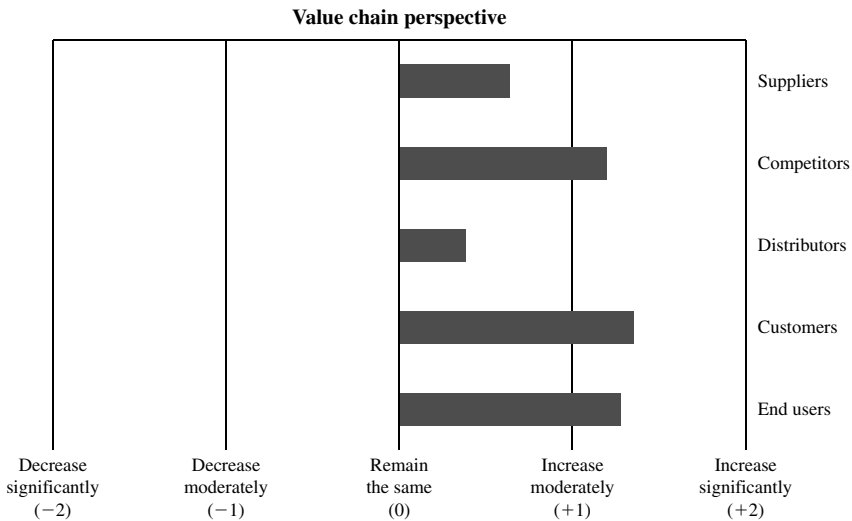 Value chain perspective
Suppliers
Competitors
Distributors
Customers
End users
Decrease
significantly
(−2)
Decrease
moderately
(−1)
Remain
the same
(0)
Increase
moderately
(+1)
Increase
significantly
(+2)